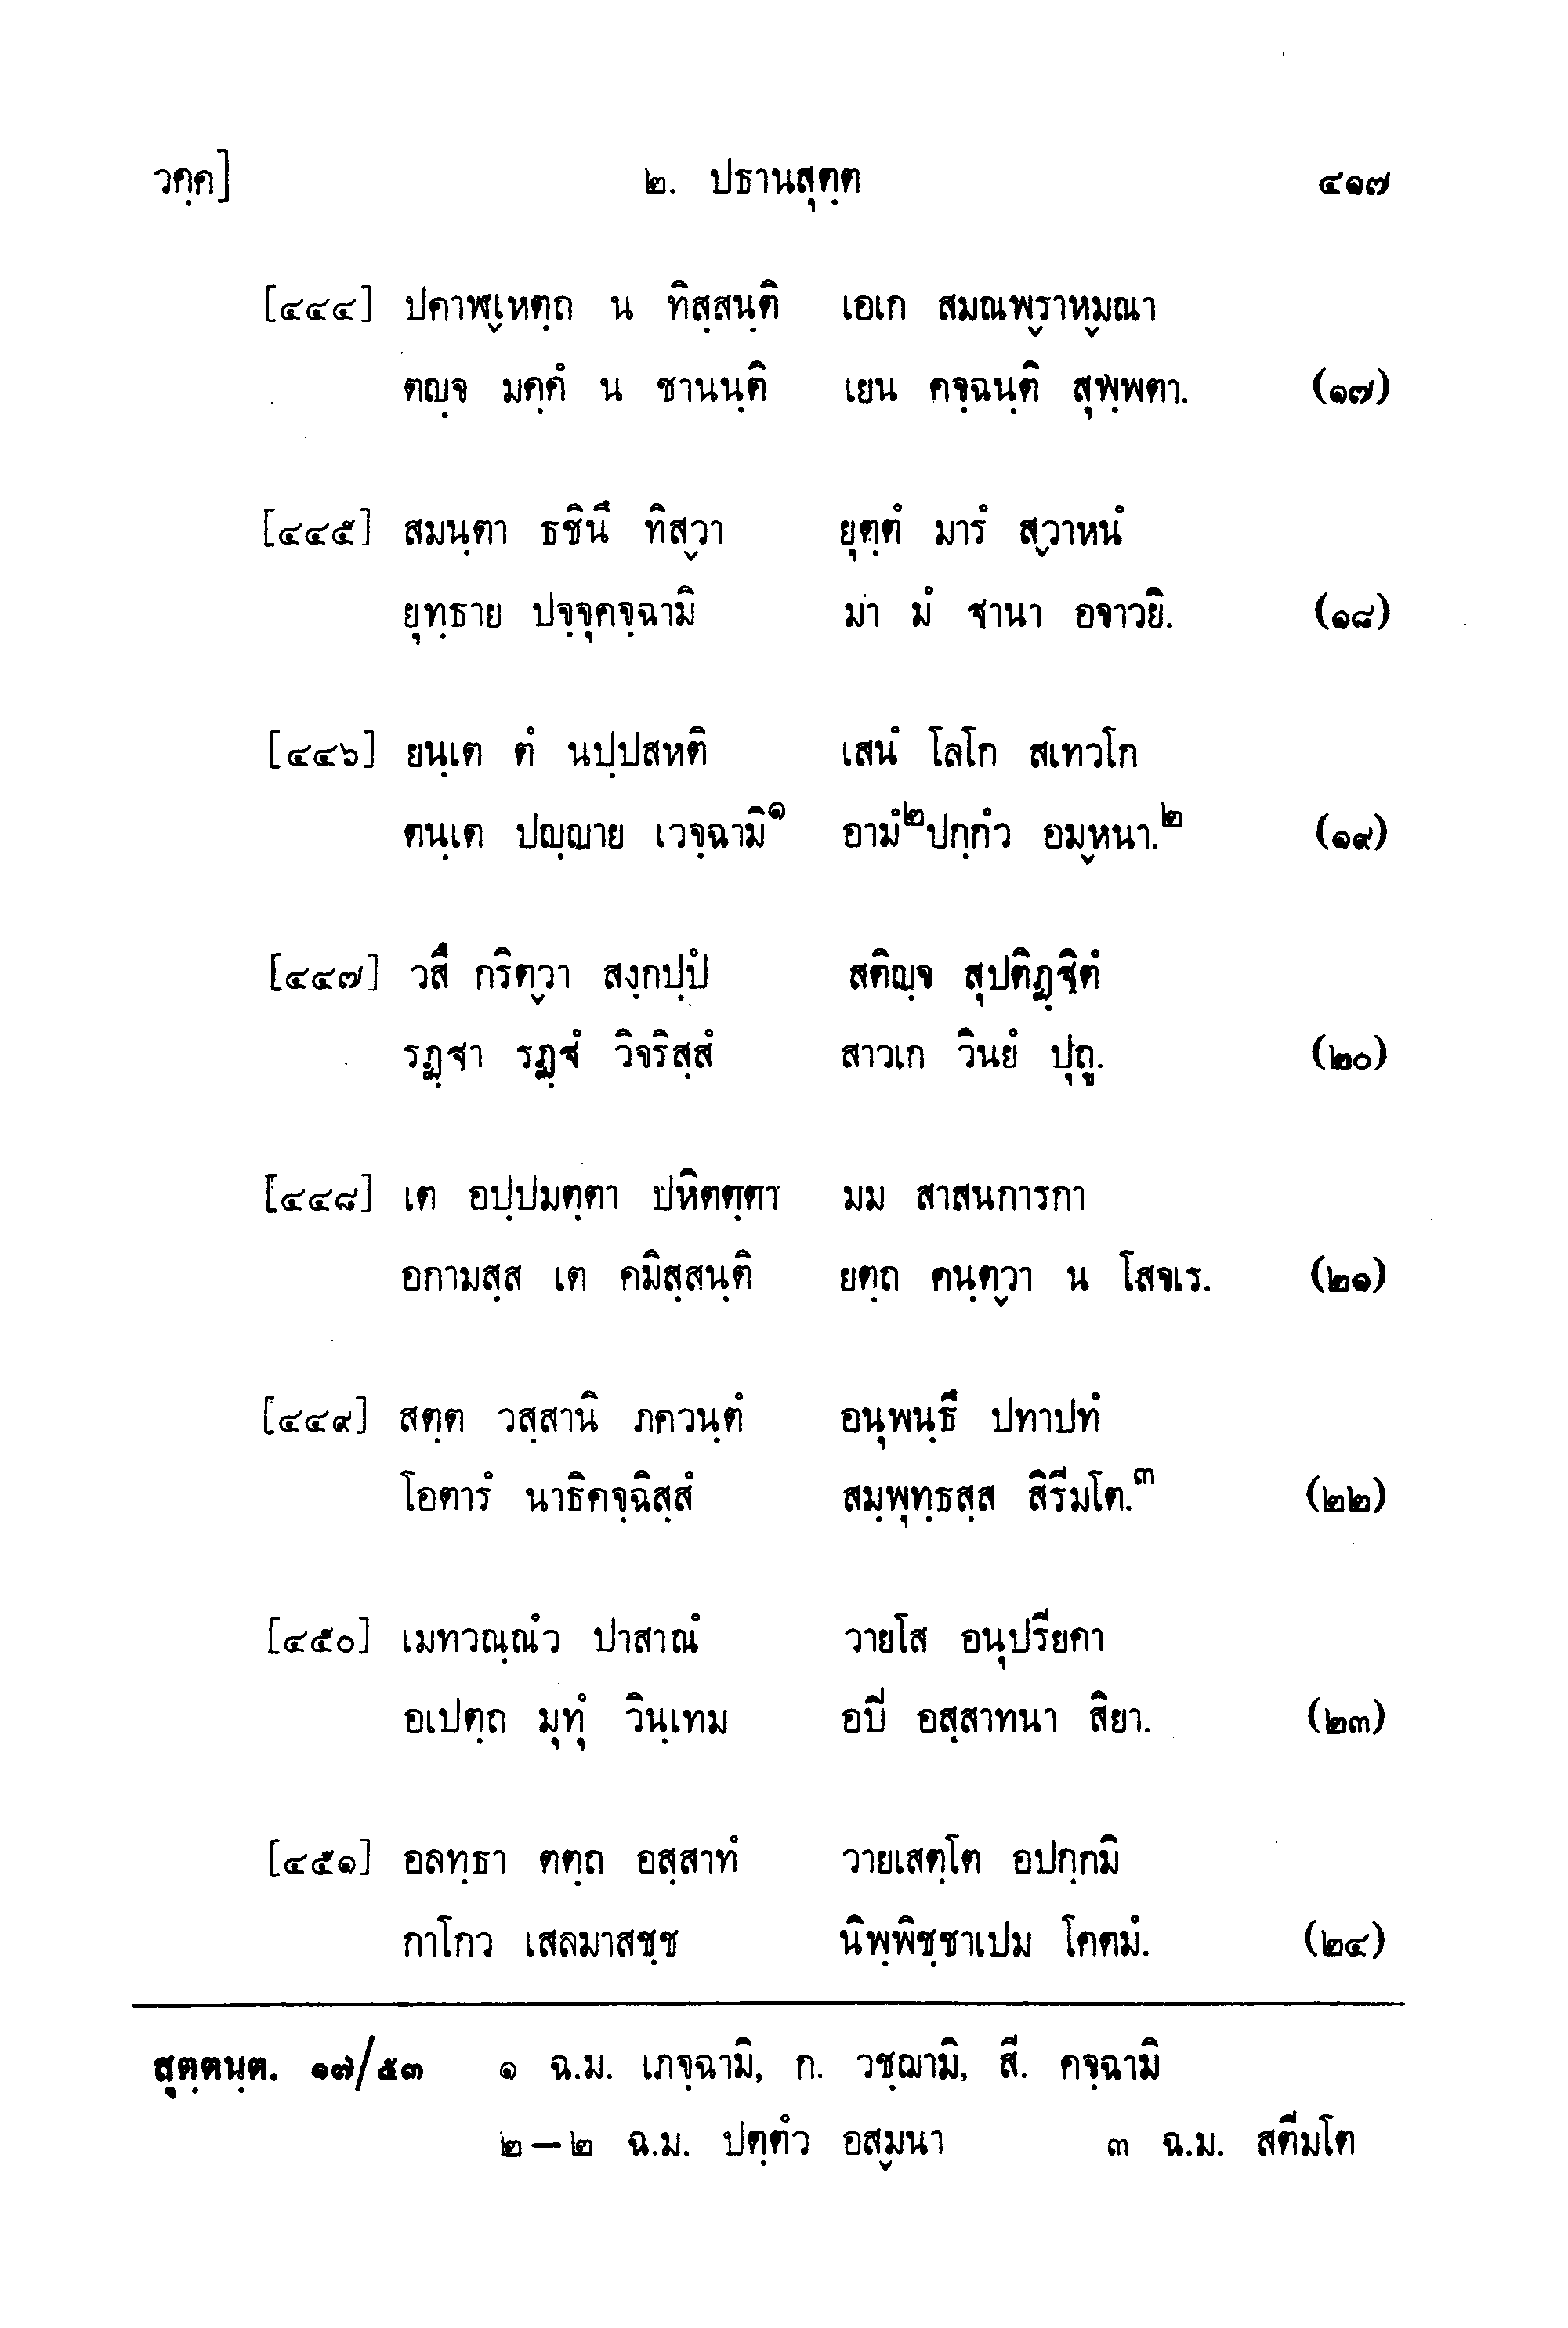 วคฺค] ๒. ปธานสุตฺต ๔๑๗
[๔๔๔] ปคาฬฺเหตฺถ น ทิสฺสนฺติ เอเก สมณพฺราหฺมณา
ตญฺจ มคฺคํ น ชานนฺติ เยน คจฺฉนฺติ สุพฺพตา. (๑๗)
[๔๔๕] สมนฺตา ธชินึ ทิสฺวา ยุตฺตํ มารํ สฺวาหนํ
ยุทฺธาย ปจฺจุคจฺฉามิ มา มํ ฐานา อจาวยิ. (๑๘)
[๔๔๖] ยนฺเต ตํ นปฺปสหติ เสนํ โลโก สเทวโก
ตนฺเต ปญฺญาย เวจฺฉามิ๑ อามํ๒ปกฺกํว อมฺหนา.๒ (๑๙)
[๔๔๗] วสึ กริตฺวา สงฺกปฺปํ สติญฺจ สุปติฏฺฐิตํ
รฏฺฐา รฏฺฐํ วิจริสฺสํ สาวเก วินยํ ปุถู. (๒๐)
[๔๔๘] เต อปฺปมตฺตา ปหิตตฺตา มม สาสนการกา
อกามสฺส เต คมิสฺสนฺติ ยตฺถ คนฺตฺวา น โสจเร. (๒๑)
[๔๔๙] สตฺต วสฺสานิ ภควนฺตํ อนุพนฺธึ ปทาปทํ
โอตารํ นาธิคจฺฉิสฺสํ สมฺพุทฺธสฺส สิรีมโต.๓ (๒๒)
[๔๕๐] เมทวณฺณํว ปาสาณํ วายโส อนุปรียคา
อเปตฺถ มุทุํ วินฺเทม อปิ อสฺสาทนา สิยา. (๒๓)
[๔๕๑] อลทฺธา ตตฺถ อสฺสาทํ วายเสตฺโต อปกฺกมิ
กาโกว เสลมาสชฺช นิพฺพิชฺชาเปม โคตมํ. (๒๔)
สุตฺตนฺต. ๑๗/๕๓ ๑ ฉ.ม. เภจฺฉามิ, ก. วชฺฌามิ, สี. คจฺฉามิ
๒–๒ ฉ.ม. ปตฺตํว อสฺมนา ๓ ฉ.ม. สตีมโต